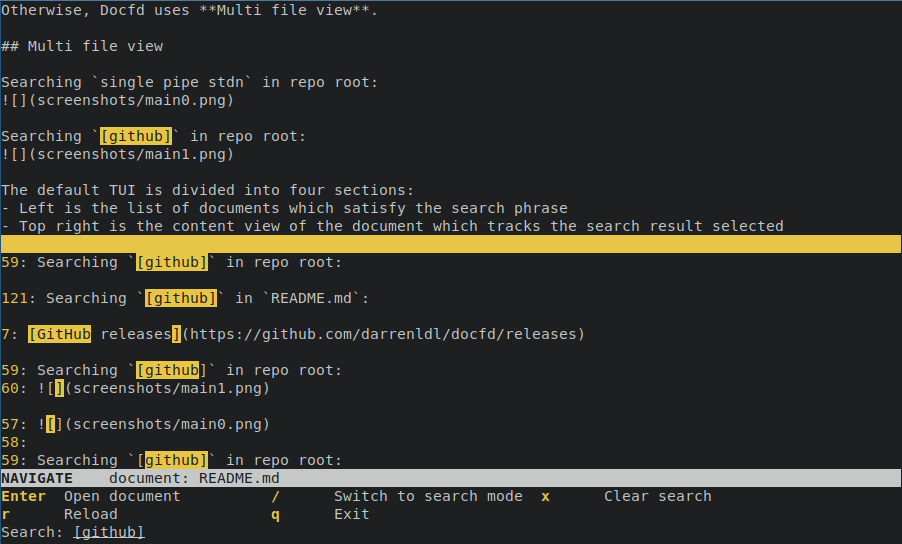 Otherwise, Docfd uses **Multi file view**.
## Multi file view
Searching `single pipe stdn` in repo root:
![](screenshots/main0.png)
Searching `[github]` in repo root:
![](screenshots/main1.png)
The default TUI is divided into four sections:
- Left is the list of documents which satisfy the search phrase
- Top right is the content view of the document which tracks the search result selected
59: Searching `[github]` in repo root:
121: Searching `[github]` in `README.md`:
7: [GitHub releases](https://github.com/darrenldl/docfd/releases)
59: Searching `[github]` in repo root:
60: ![](screenshots/main1.png)
57: ![](screenshots/main0.png)
58:
59: Searching `[github]` in repo root:
NAVIGATE    document: README.md
Enter  Open document          /      Switch to search mode  x      Clear search
r      Reload                 q      Exit
Search: [github]